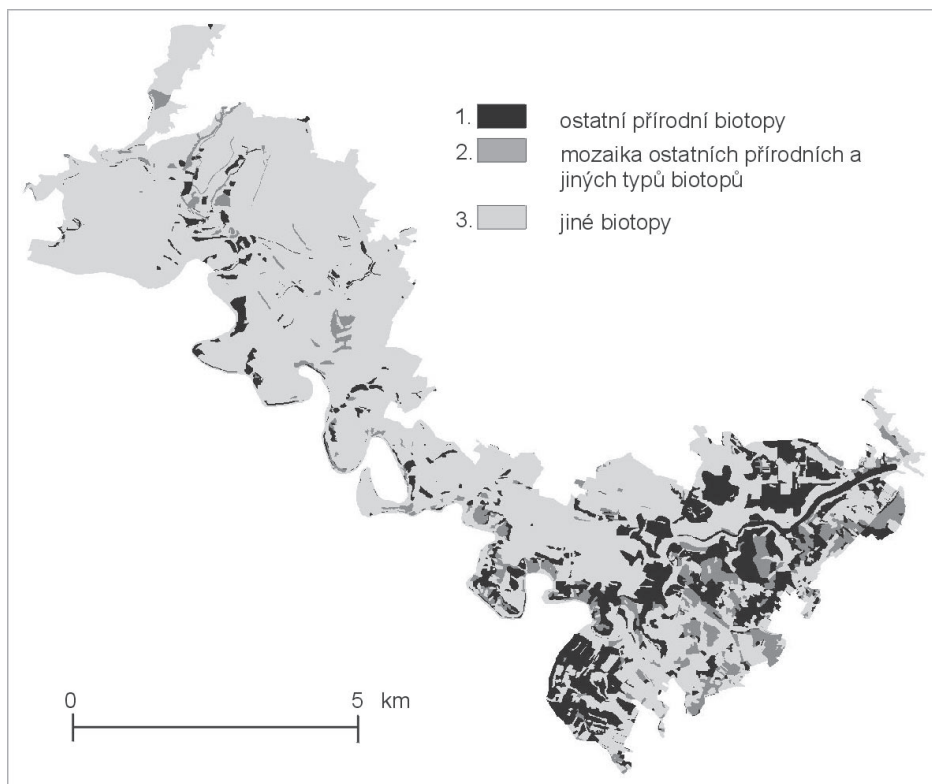 1. ostatní přírodní biotopy
2. mozaika ostatních přírodních a
jiných typů biotopů
3. jiné biotopy
0 5 km